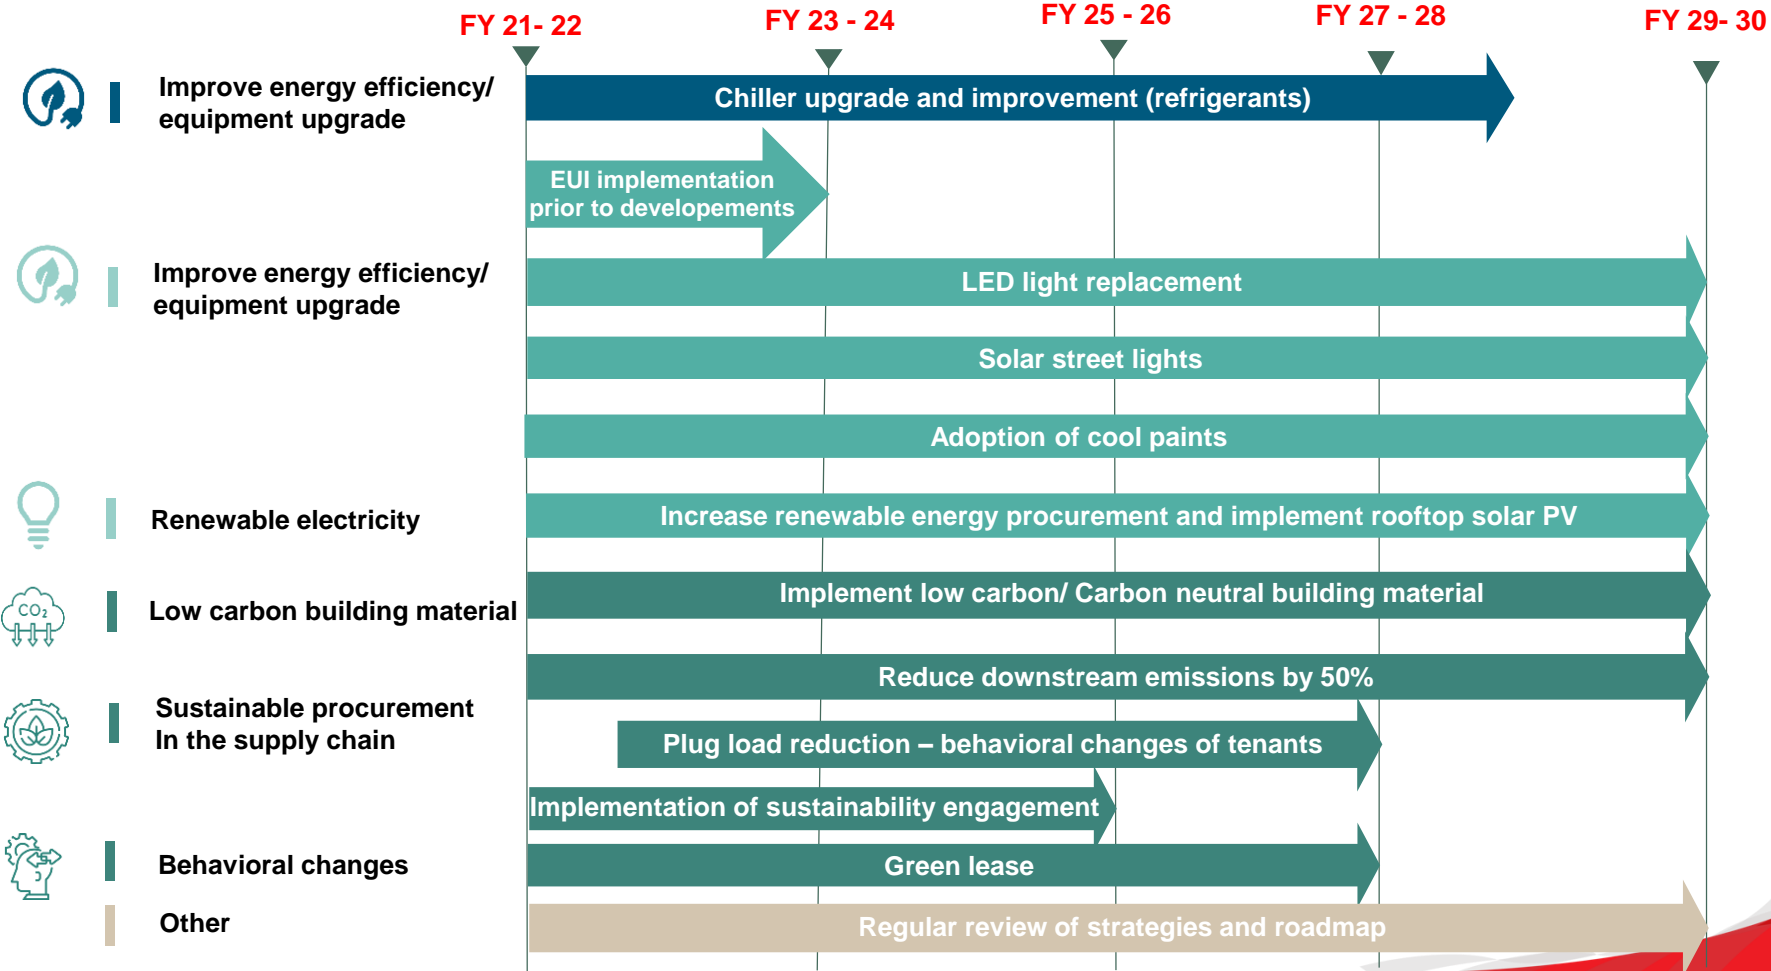 FY 21- 22
FY 23 - 24
FY 25 - 26
FY 27 - 28
FY 29- 30
Improve energy efficiency/
equipment upgrade
Chiller upgrade and improvement (refrigerants)
EUI implementation
prior to developements
Improve energy efficiency/
equipment upgrade
LED light replacement
Solar street lights
Adoption of cool paints
Renewable electricity
Increase renewable energy procurement and implement rooftop solar PV
CO2
Low carbon building material
Implement low carbon/ Carbon neutral building material
Reduce downstream emissions by 50%
Sustainable procurement
In the supply chain
Plug load reduction – behavioral changes of tenants
Implementation of sustainability engagement
Behavioral changes
Green lease
Other
Regular review of strategies and roadmap